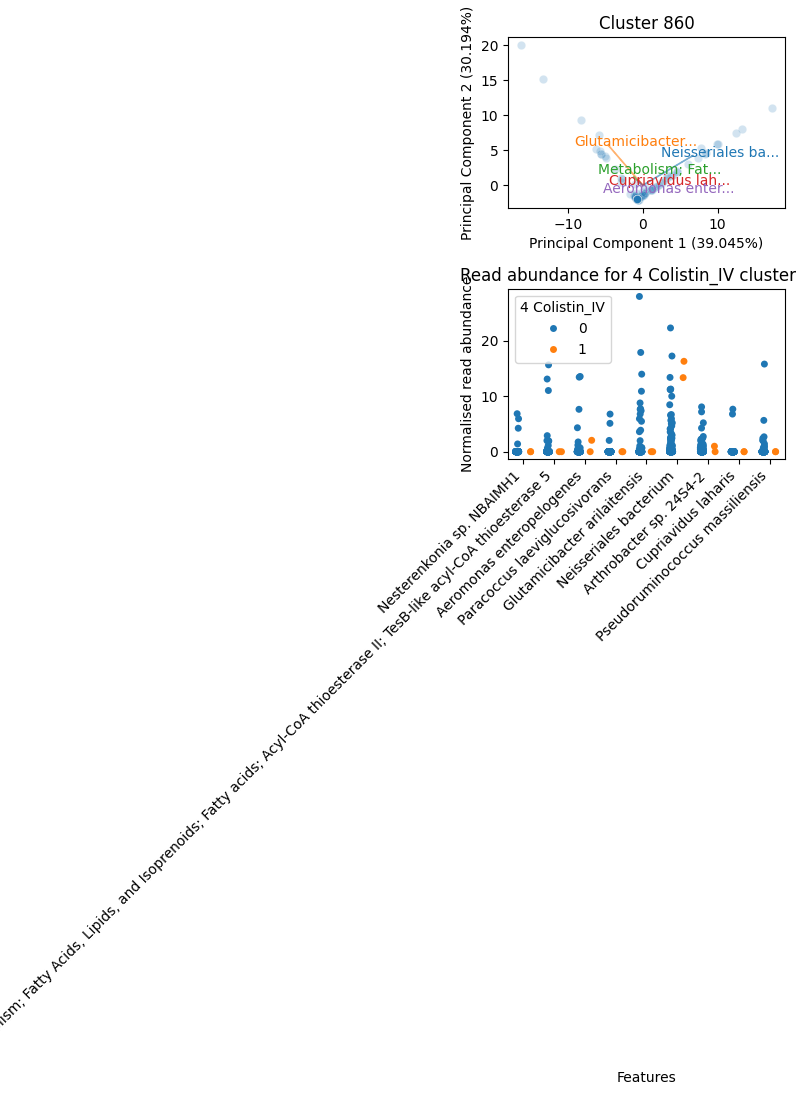 Cluster 860
Principal Component 2 (30.194%)
20
15
10
5
0
Glutamicibacter...
Neisseriales ba...
Metabolism; Fat...
Cupriavidus lah...
Aeromonas enter...
−10
0
10
Principal Component 1 (39.045%)
Read abundance for 4 Colistin_IV cluster
Normalised read abundance
20
10
0
4 Colistin_IV
0
1
Nesterenkonia sp. NBAIMH1
Fatty Acids, Lipids, and Isoprenoids; Fatty acids; Acyl-CoA thioesterase II; TesB-like acyl-CoA thioesterase 5
Aeromonas enteropelogenes
Paracoccus laeviglucosivorans
Glutamicibacter arilaitensis
Neisseriales bacterium
Arthrobacter sp. 24S4-2
Cupriavidus laharis
Pseudoruminococcus massiliensis
Features